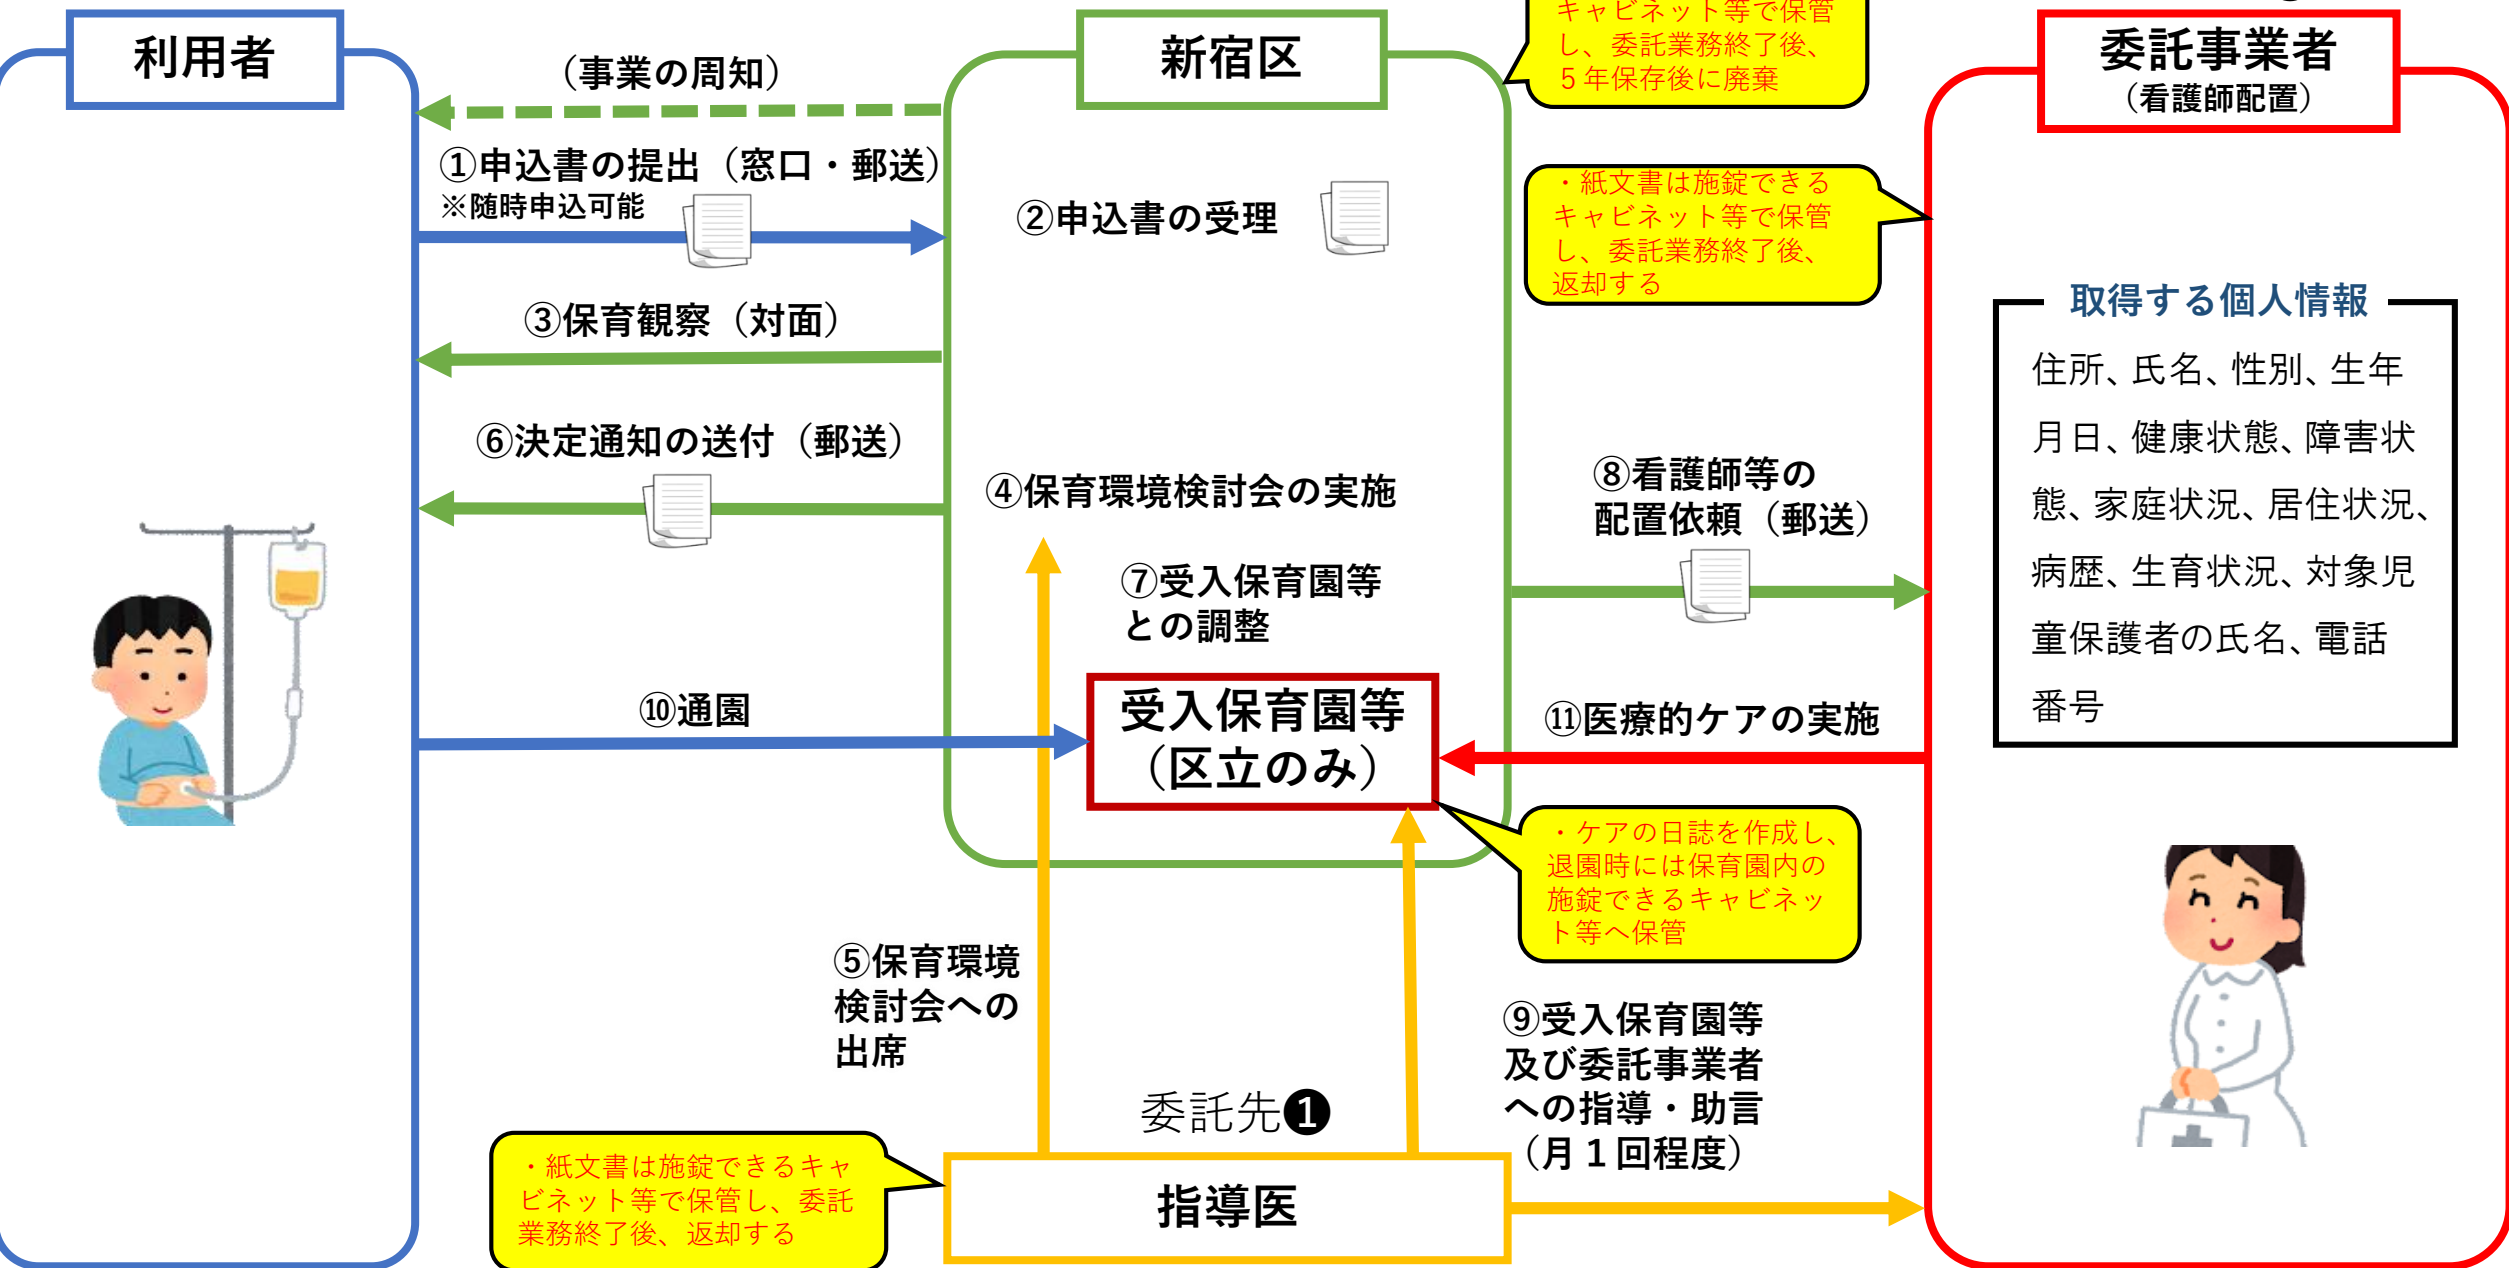 利用者
(事業の周知)
①申込書の提出(窓口・郵送)
※随時申込可能
③保育観察(対面)
⑥決定通知の送付(郵送)
⑩通園
新宿区
②申込書の受理
④保育環境検討会の実施
⑦受入保育園等
との調整
受入保育園等
(区立のみ)
キャビネット等で保管
し、委託業務終了後、
5年保存後に廃棄
・紙文書は施錠できる
キャビネット等で保管
し、委託業務終了後、
返却する
⑧看護師等の
配置依頼(郵送)
⑪医療的ケアの実施
・ケアの日誌を作成し、
退園時には保育園内の
施錠できるキャビネッ
ト等へ保管
委託事業者
(看護師配置)
取得する個人情報
住所、氏名、性別、生年
月日、健康状態、障害状
態、家庭状況、居住状況、
病歴、生育状況、対象児
童保護者の氏名、電話
番号
⑤保育環境
検討会への
出席
⑨受入保育園等
及び委託事業者
への指導・助言
(月1回程度)
委託先❶
指導医
・紙文書は施錠できるキャ
ビネット等で保管し、委託
業務終了後、返却する